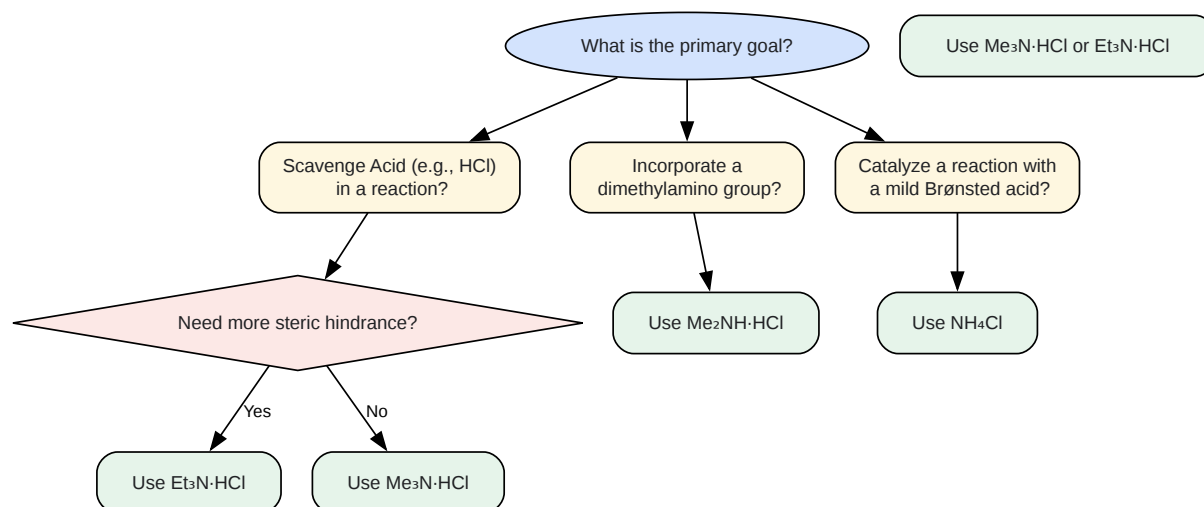 What is the primary goal?
Use Me₃N·HCl or Et₃N·HCl
Scavenge Acid (e.g., HCl)
in a reaction?
Incorporate a
dimethylamino group?
Catalyze a reaction with
a mild Brønsted acid?
Need more steric hindrance?
Use Me₂NH·HCl
Use NH₄Cl
Yes
No
Use Et₃N·HCl
Use Me₃N·HCl